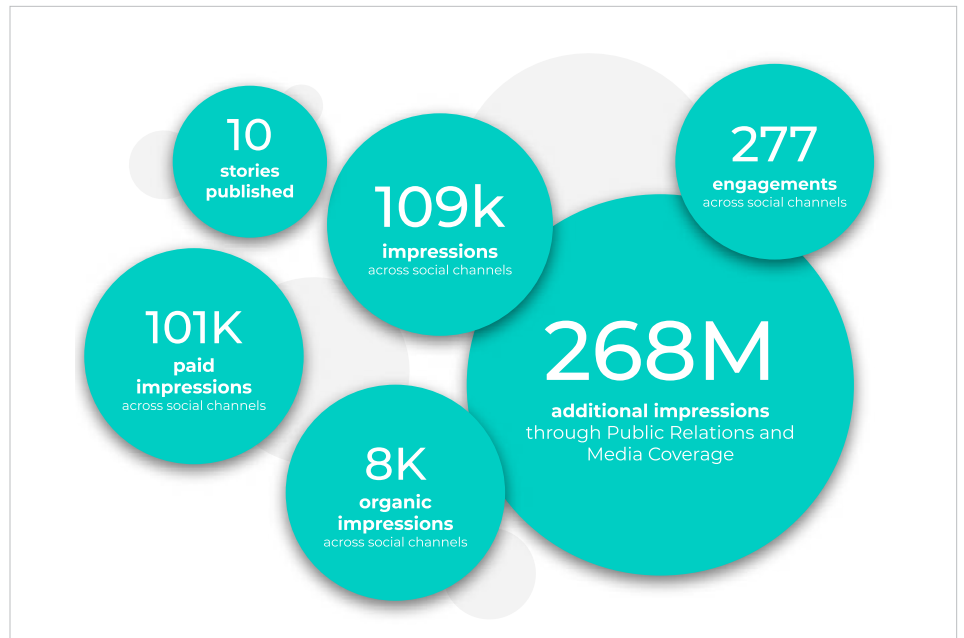 10
stories
published
109k
impressions
across social channels
277
engagements
across social channels
101K
paid
impressions
across social channels
268M
additional impressions
through Public Relations and
Media Coverage
8K
organic
impressions
across social channels